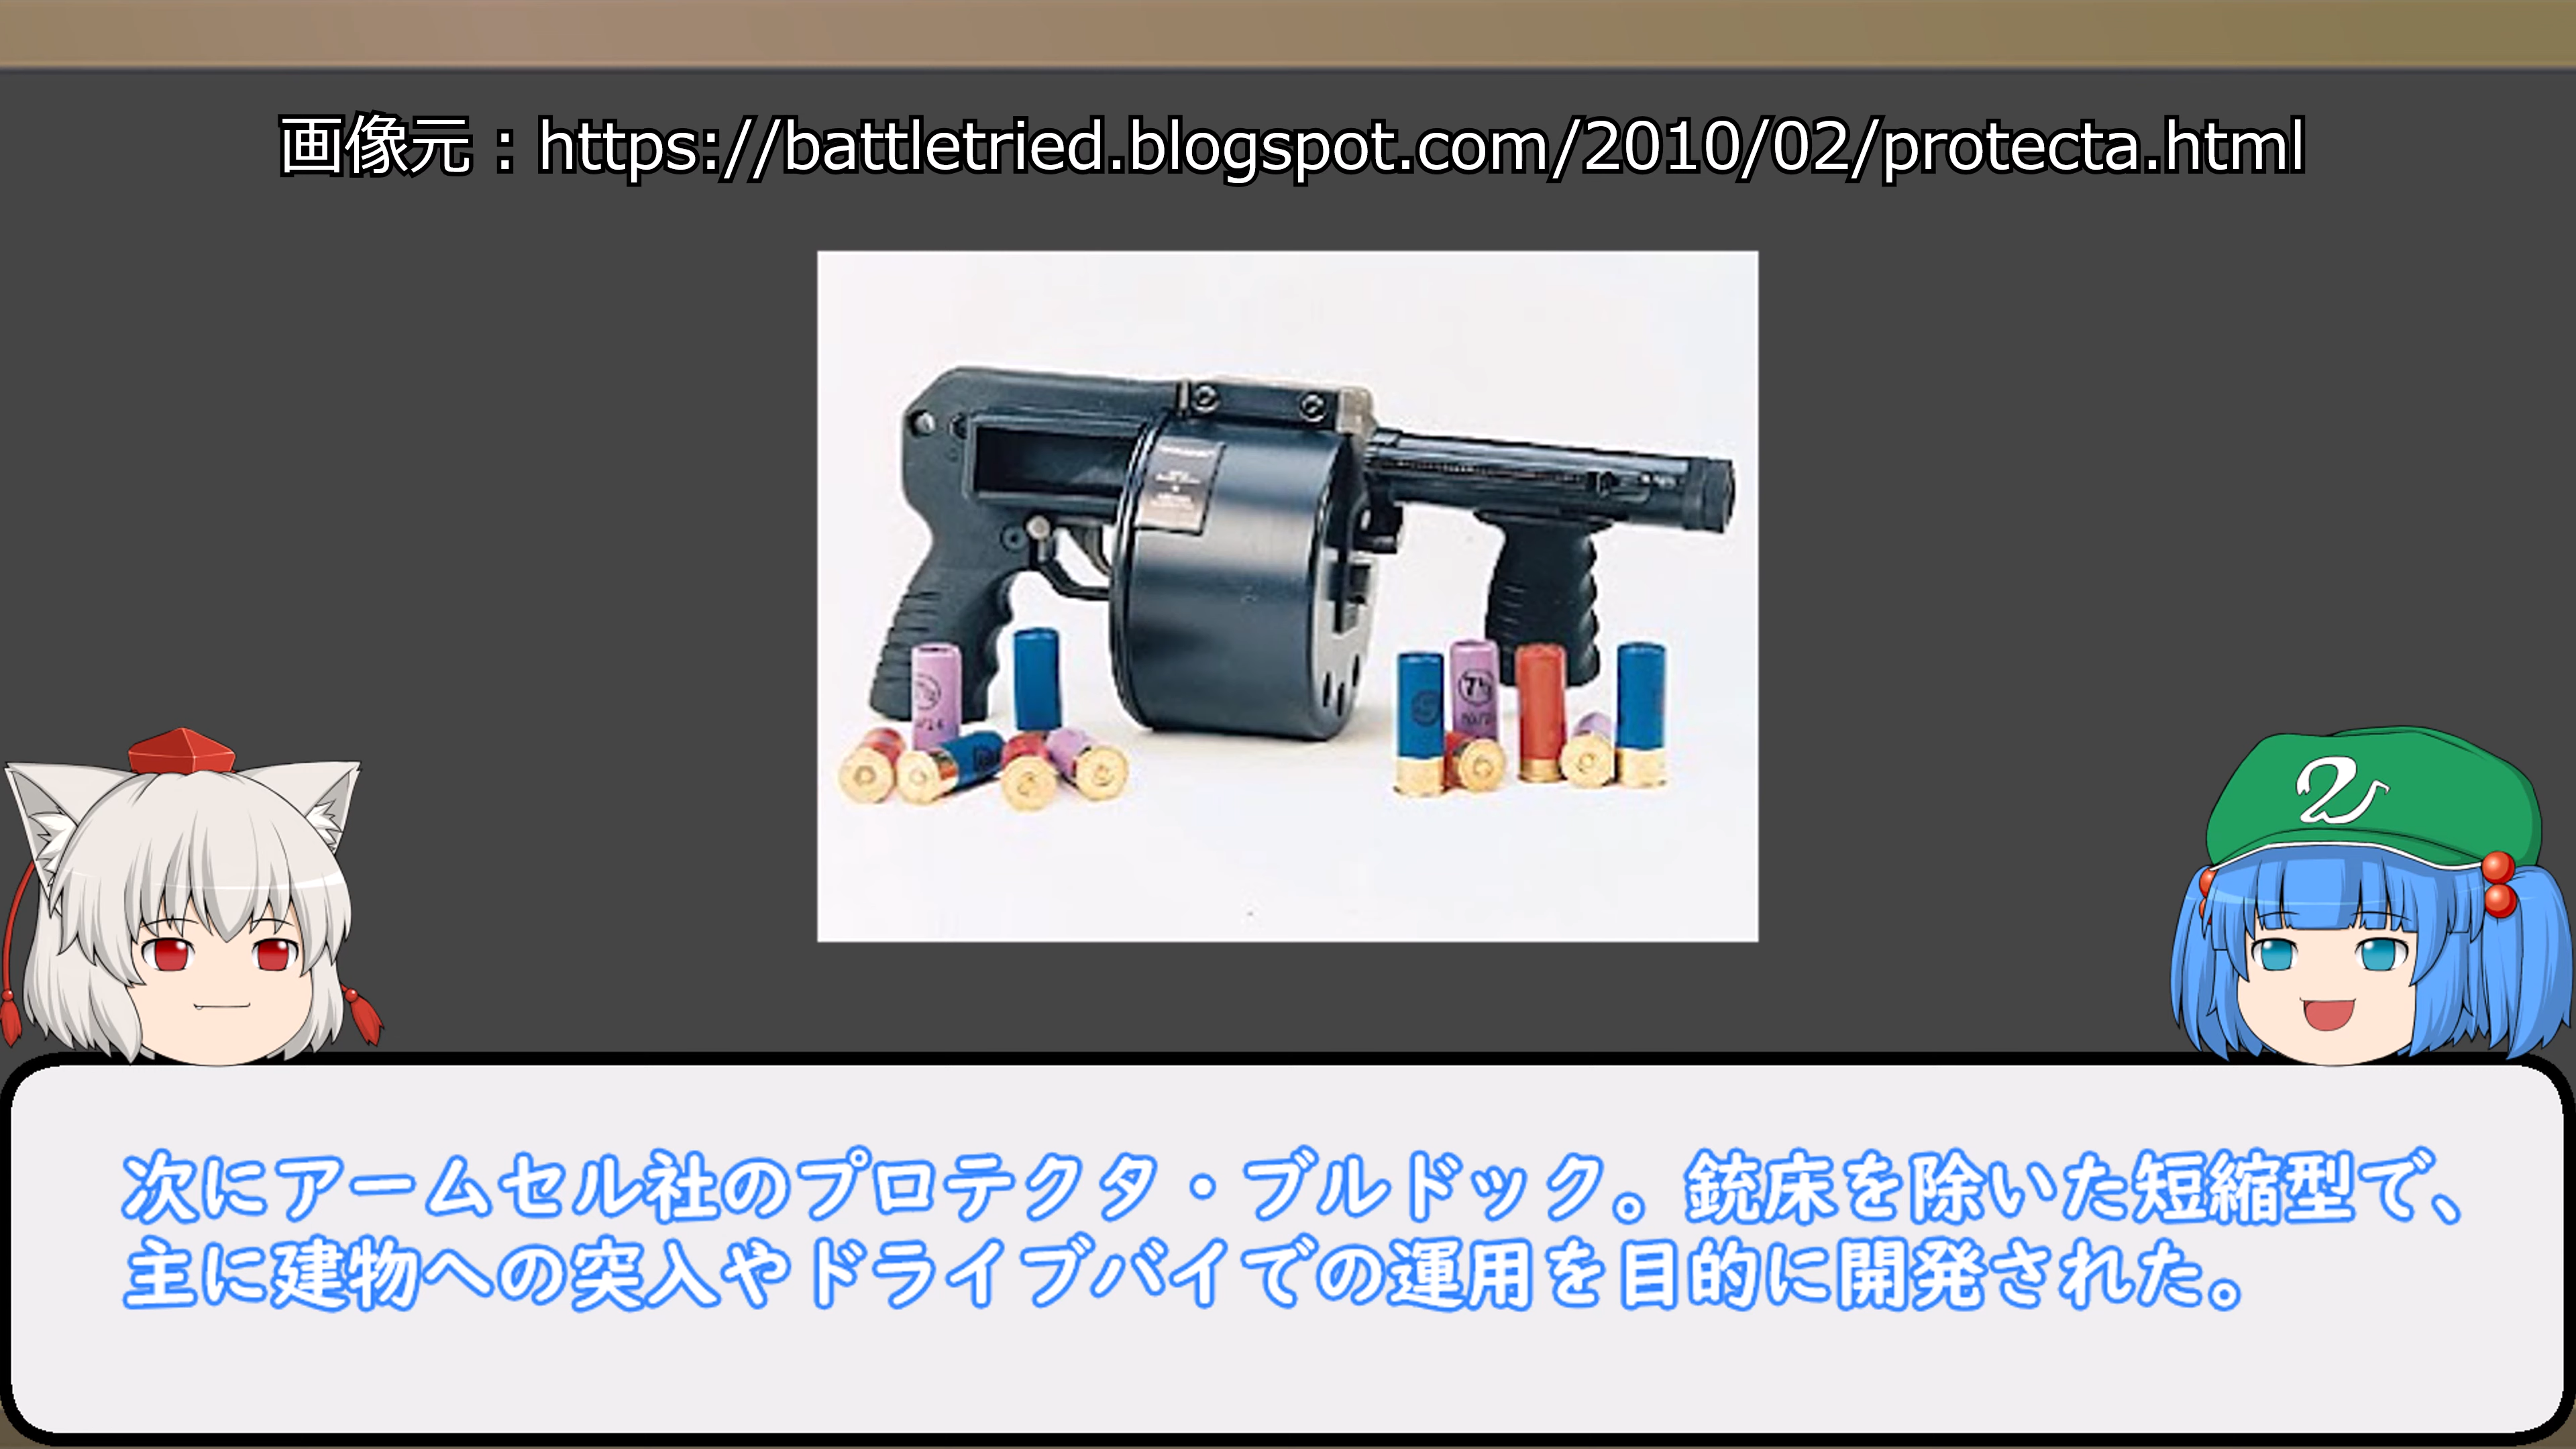 画像元：https://battletried.blogspot.com/2010/02/protecta.html
7½
次にアームセル社のプロテクタ・ブルドック。銃床を除いた短縮型で、
主に建物への突入やドライブバイでの運用を目的に開発された。